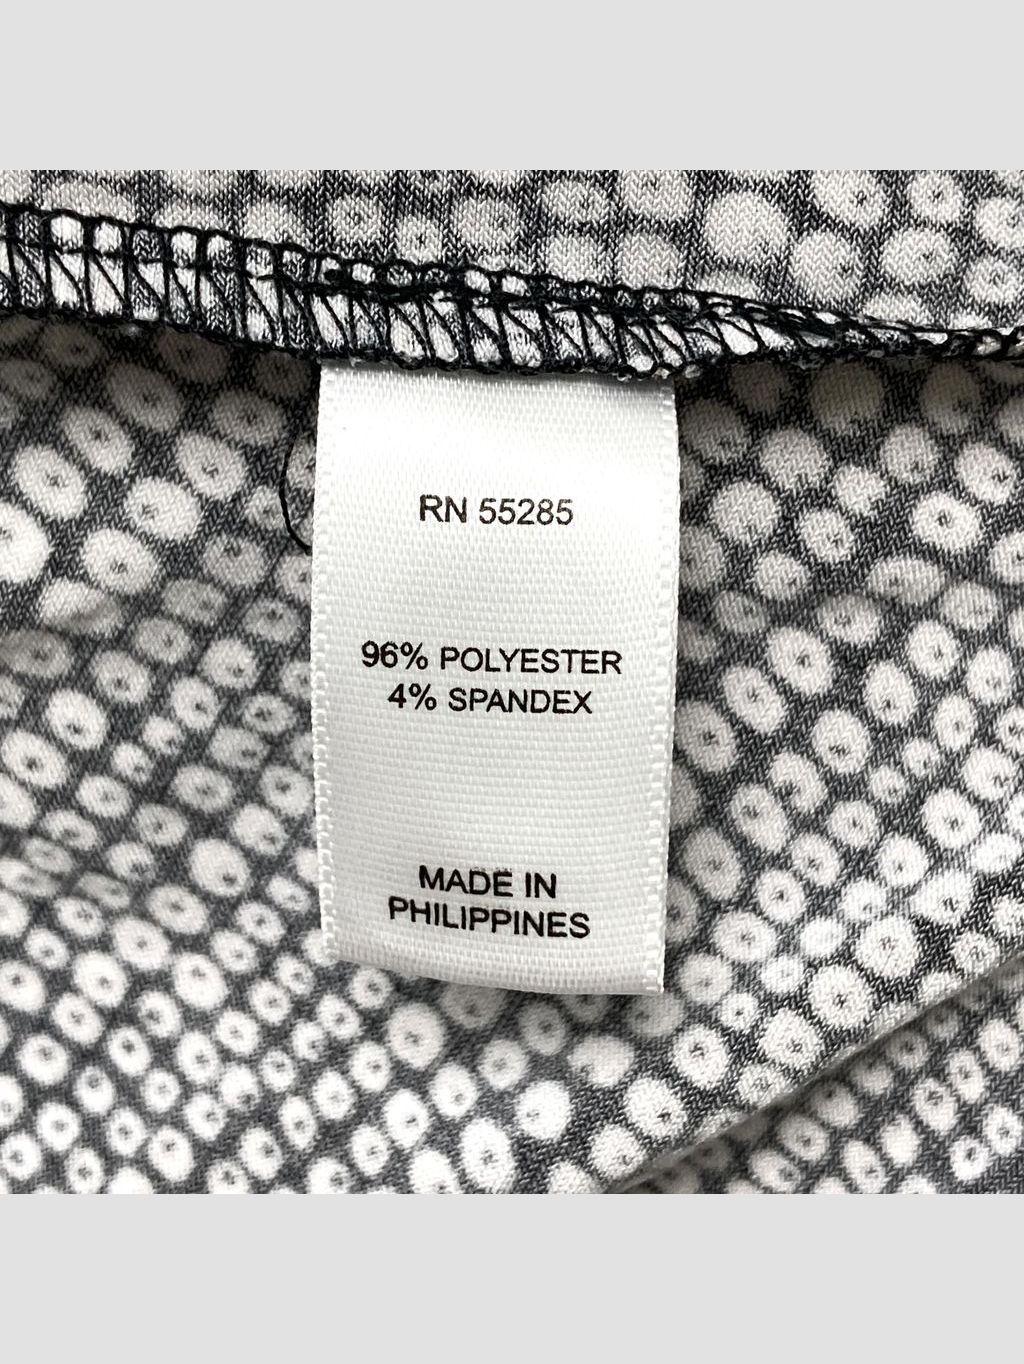 RN 55285
96% POLYESTER
4% SPANDEX
MADE IN
PHILIPPINES